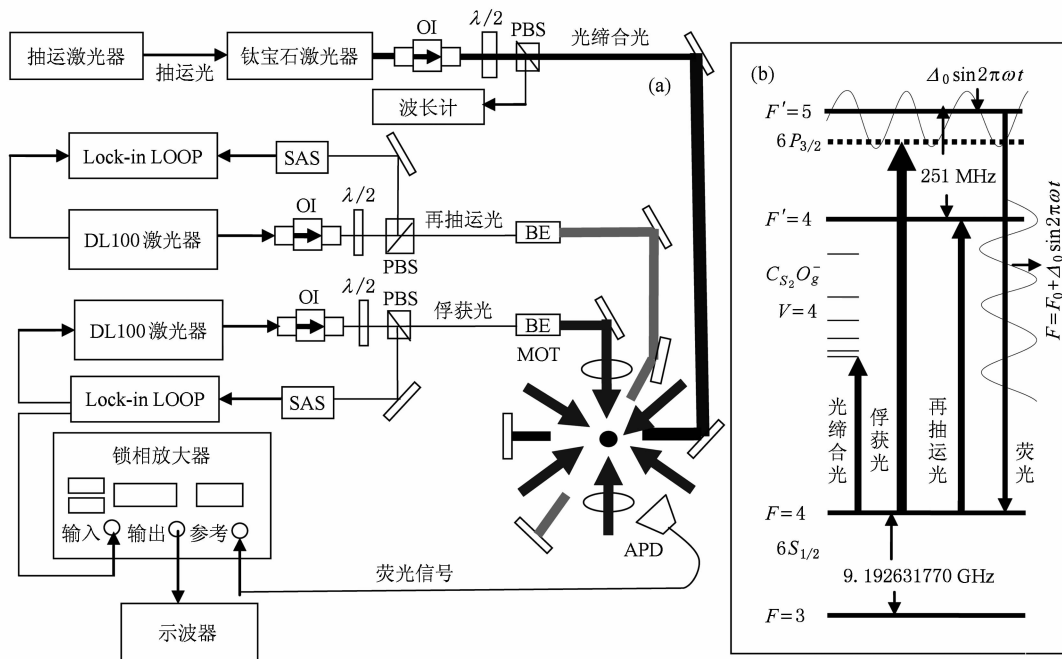 抽运激光器
抽运光
钛宝石激光器
OI
λ/2
PBS
光缔合光
(a)
波长计
Lock-in LOOP
SAS
DL100激光器
OI
λ/2
PBS
再抽运光
BE
DL100激光器
OI
λ/2
PBS
俘获光
BE
MOT
Lock-in LOOP
SAS
锁相放大器
输入
输出
参考
APD
荧光信号
示波器
(b)
Δ₀sin2πωt
F′=5
6P₃/₂
251 MHz
F′=4
C_{S₂}O_g^-
V=4
F=F₀+Δ₀sin2πωt
光缔合光
俘获光
再抽运光
荧光
F=4
6S₁/₂
9.192631770 GHz
F=3